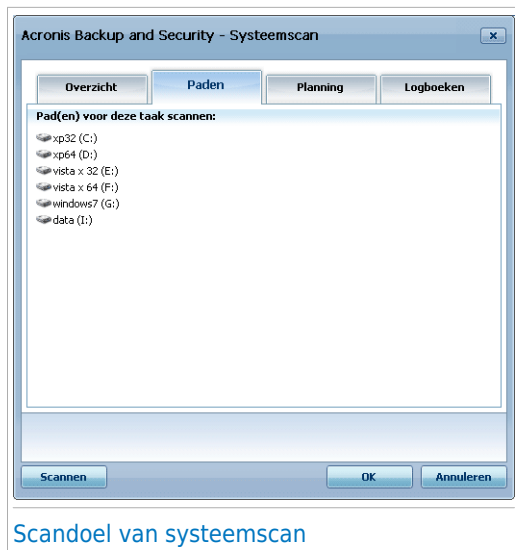 Acronis Backup and Security - Systeemscan
x
Overzicht Paden Planning Logboeken
Pad(en) voor deze taak scannen:
xp32 (C:)
xp64 (D:)
vista x 32 (E:)
vista x 64 (F:)
windows7 (G:)
data (I:)
Scannen OK Annuleren
Scandoel van systeemscan